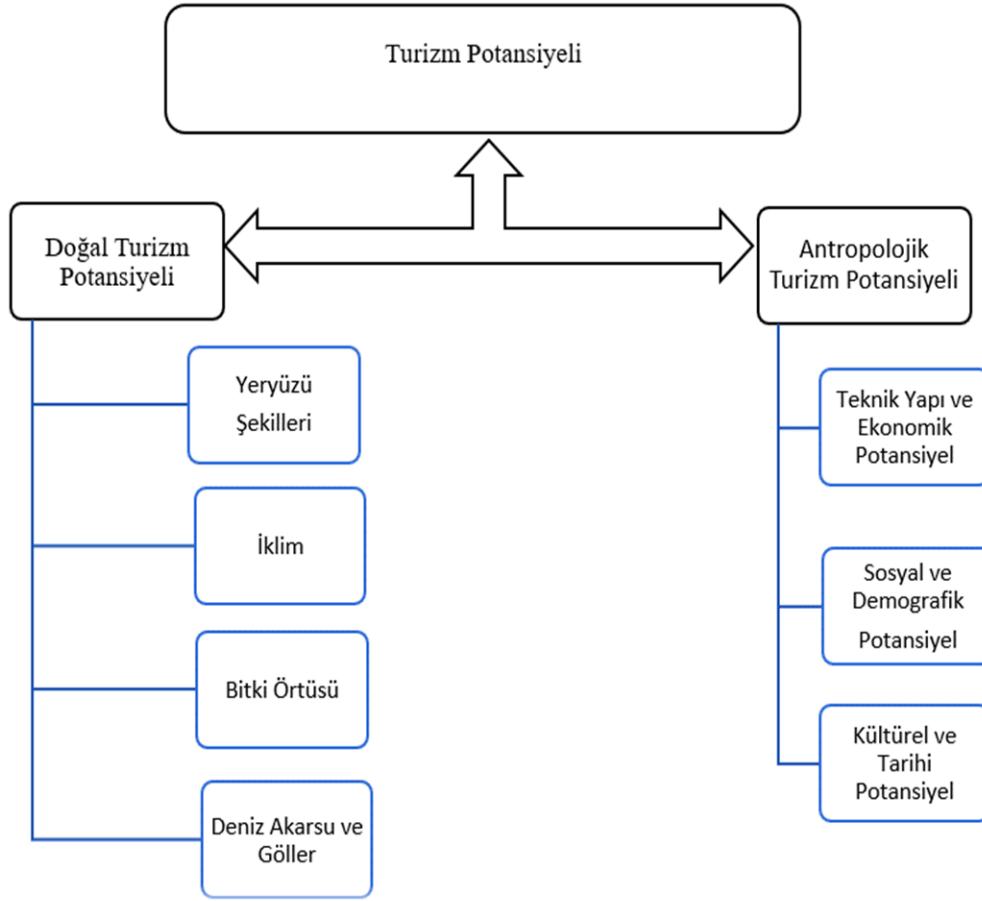 Turizm Potansiyeli
Doğal Turizm
Potansiyeli
Yeryüzü
Şekilleri
İklim
Bitki Örtüsü
Deniz Akarsu ve
Göller
Antropolojik
Turizm Potansiyeli
Teknik Yapı ve
Ekonomik
Potansiyel
Sosyal ve
Demografik
Potansiyel
Kültürel ve
Tarihi
Potansiyel